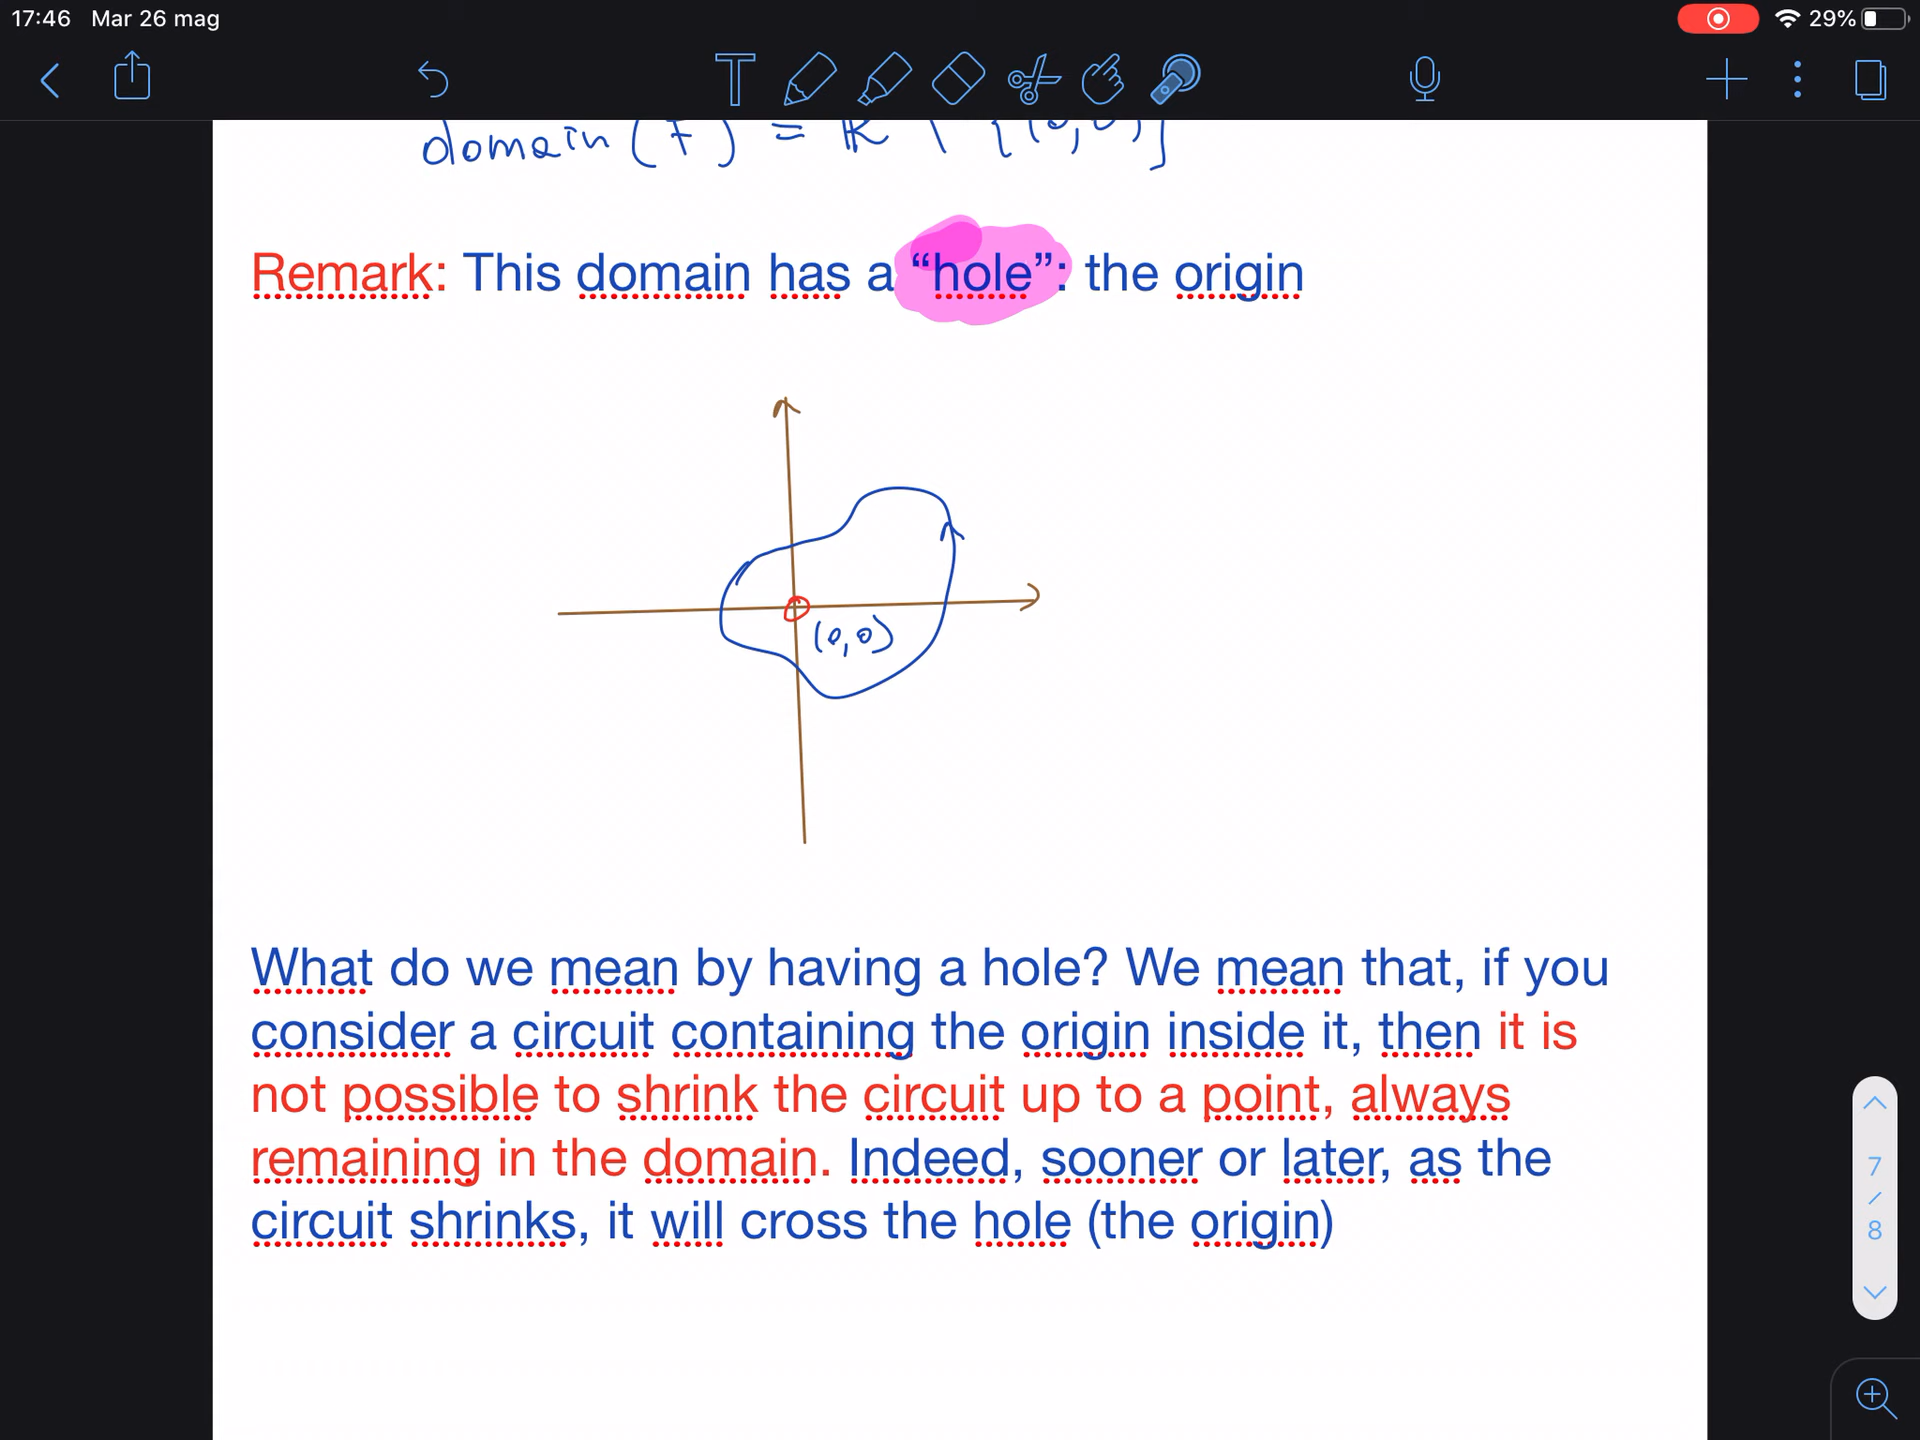 17:46 Mar 26 mag
29%
domain (F) = \ {(0,0)}
Remark: This domain has a “hole”: the origin
(0,0)
What do we mean by having a hole? We mean that, if you
consider a circuit containing the origin inside it, then it is
not possible to shrink the circuit up to a point, always
remaining in the domain. Indeed, sooner or later, as the
circuit shrinks, it will cross the hole (the origin)
7
/
8